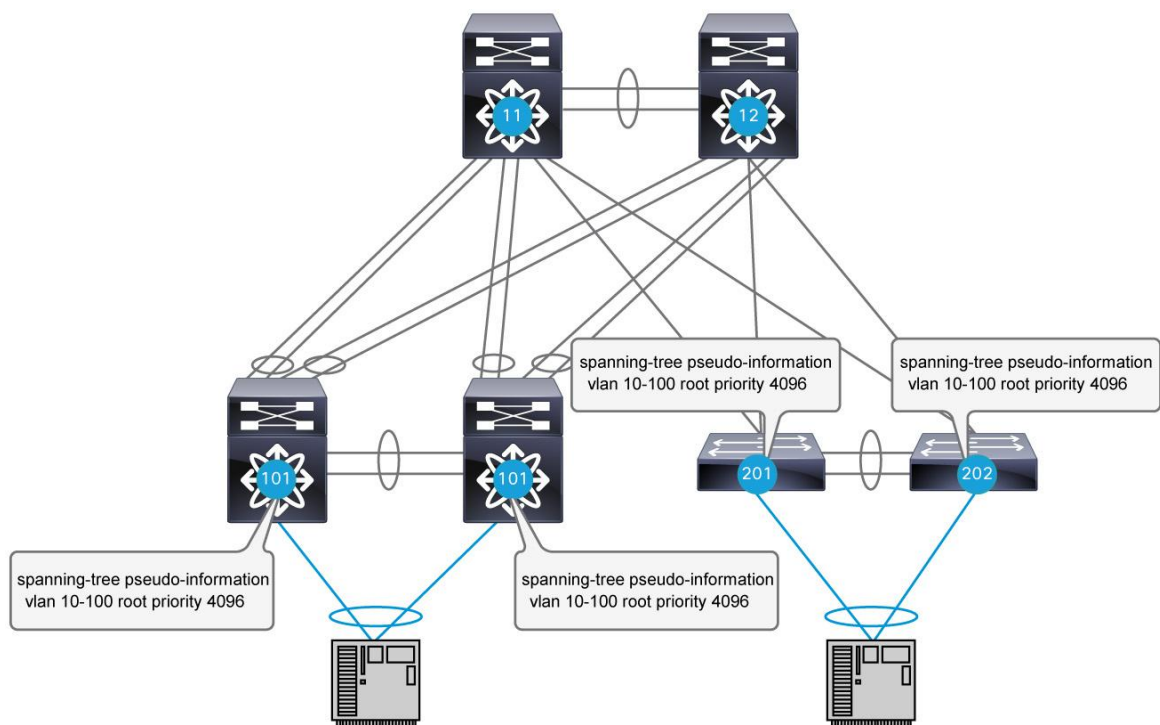 11
12
spanning-tree pseudo-information
vlan 10-100 root priority 4096
spanning-tree pseudo-information
vlan 10-100 root priority 4096
101
101
201
202
spanning-tree pseudo-information
vlan 10-100 root priority 4096
spanning-tree pseudo-information
vlan 10-100 root priority 4096